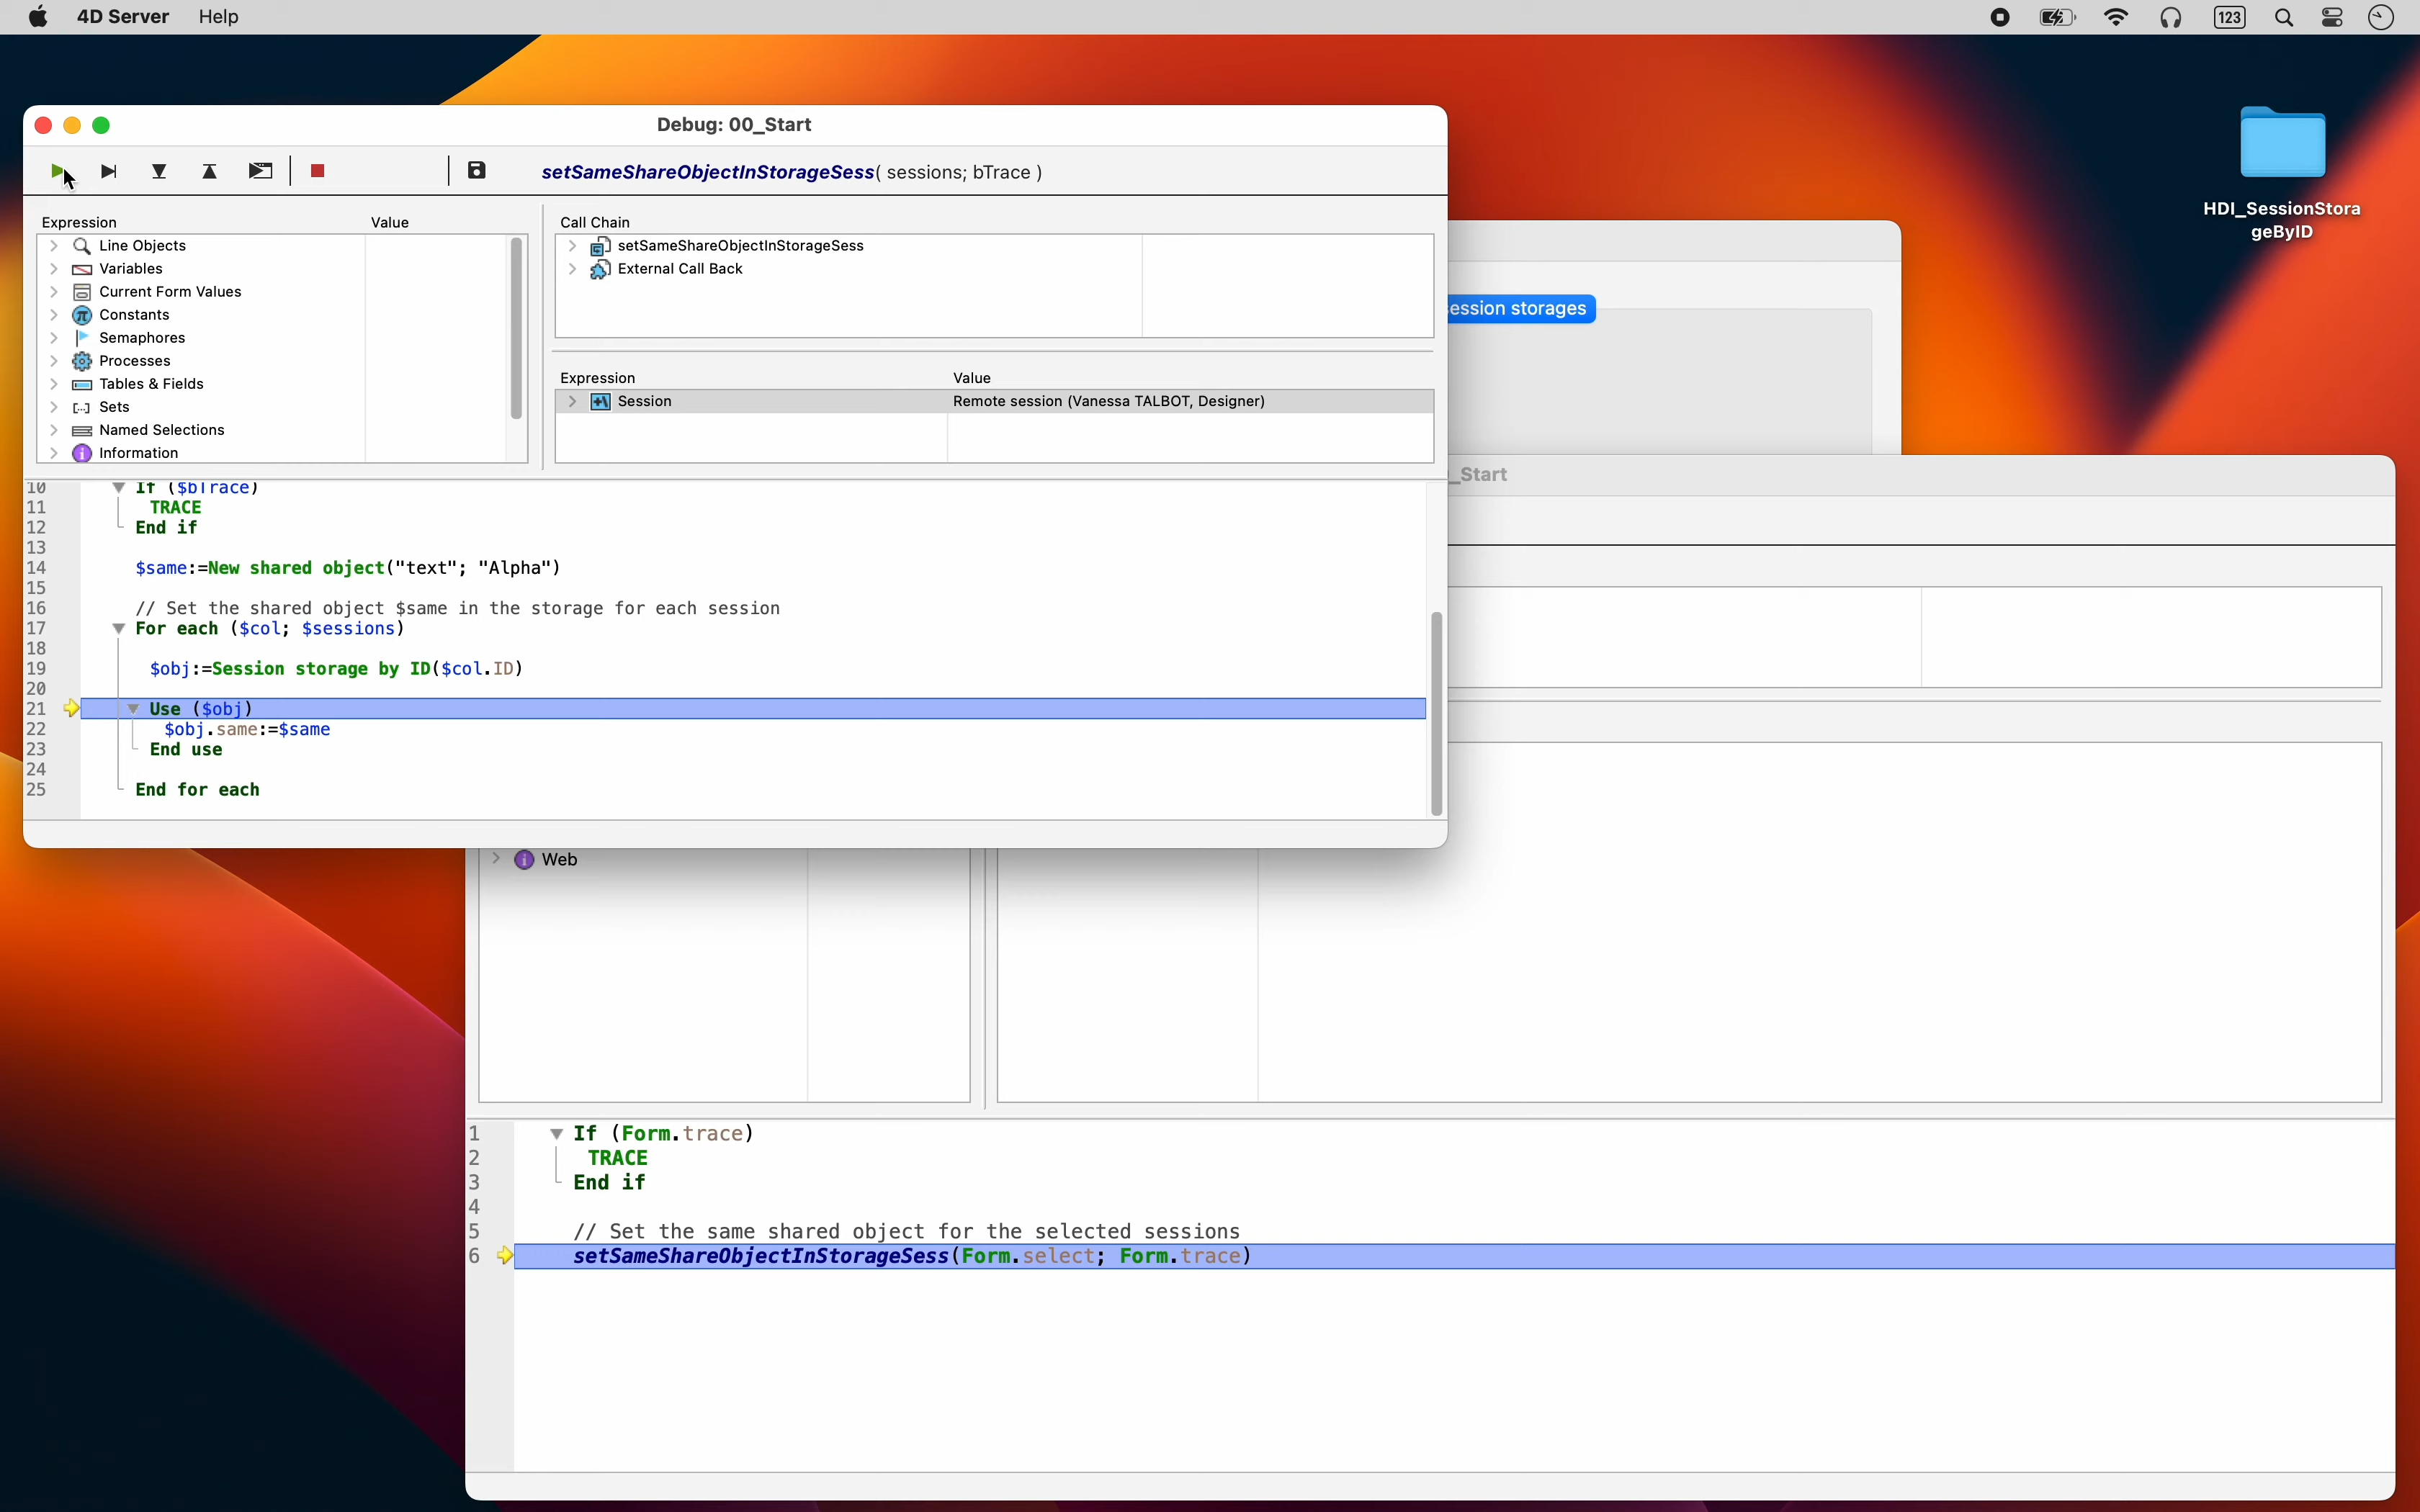 4D Server Help
123
HDI_SessionStora
geByID
Debug: 00_Start
setSameShareObjectInStorageSess( sessions; bTrace )
Expression Value
Line Objects
Variables
Current Form Values
Constants
Semaphores
Processes
Tables & Fields
Sets
Named Selections
Information
Call Chain
setSameShareObjectInStorageSess
External Call Back
Expression Value
Session Remote session (Vanessa TALBOT, Designer)
ession storages
_Start
10 If ($bTrace)
11 TRACE
12 End if
13
14 $same:=New shared object("text"; "Alpha")
15
16 // Set the shared object $same in the storage for each session
17 For each ($col; $sessions)
18
19 $obj:=Session storage by ID($col.ID)
20
21 Use ($obj)
22 $obj.same:=$same
23 End use
24
25 End for each
Web
1 If (Form.trace)
2 TRACE
3 End if
4
5 // Set the same shared object for the selected sessions
6 setSameShareObjectInStorageSess(Form.select; Form.trace)